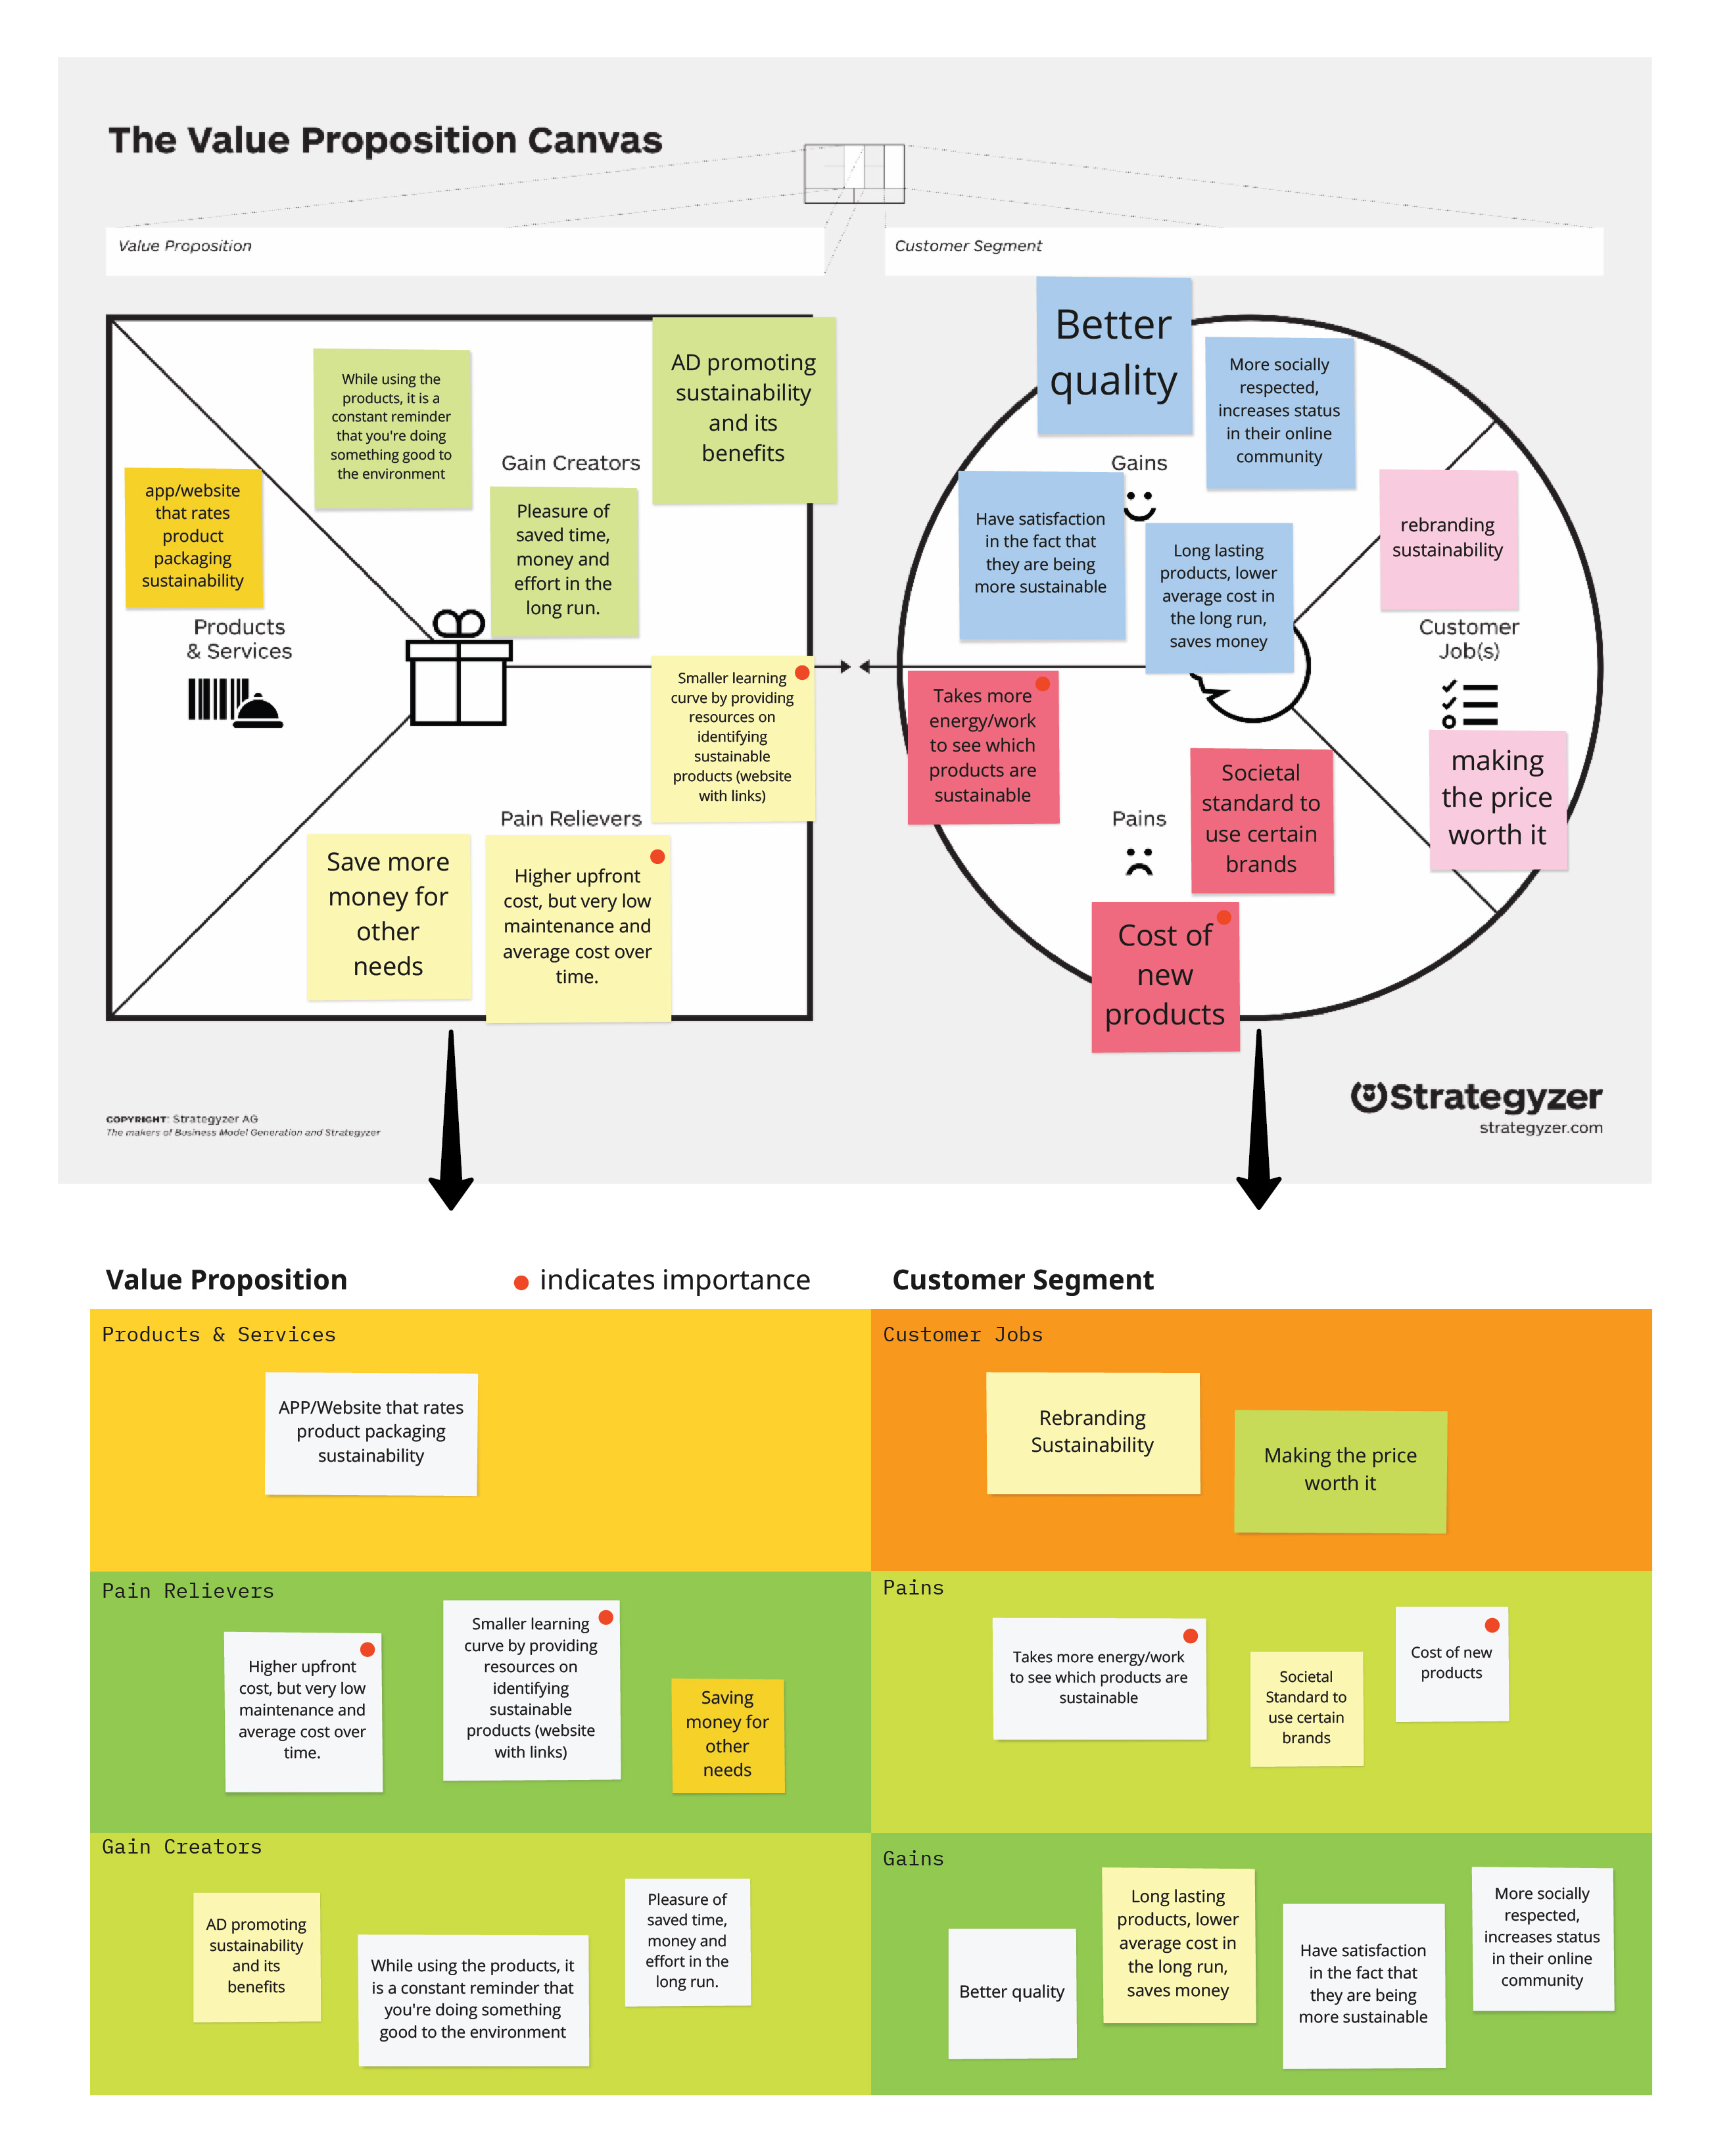 The Value Proposition Canvas
Value Proposition
Customer Segment
While using the
products, it is a
constant reminder
that you're doing
something good to
the environment
AD promoting
sustainability
and its
benefits
Gain Creators
app/website
that rates
product
packaging
sustainability
Pleasure of
saved time,
money and
effort in the
long run.
Products
& Services
Smaller learning
curve by providing
resources on
identifying
sustainable
products (website
with links)
Pain Relievers
Save more
money for
other
needs
Higher upfront
cost, but very low
maintenance and
average cost over
time.
Better
quality
More socially
respected,
increases status
in their online
community
Gains
Have satisfaction
in the fact that
they are being
more sustainable
Long lasting
products, lower
average cost in
the long run,
saves money
rebranding
sustainability
Customer
Job(s)
making
the price
worth it
Takes more
energy/work
to see which
products are
sustainable
Societal
standard to
use certain
brands
Pains
Cost of
new
products
COPYRIGHT: Strategyzer AG
The makers of Business Model Generation and Strategyzer
Strategyzer
strategyzer.com
Value Proposition
indicates importance
Customer Segment
Products & Services
APP/Website that rates
product packaging
sustainability
Customer Jobs
Rebranding
Sustainability
Making the price
worth it
Pain Relievers
Higher upfront
cost, but very low
maintenance and
average cost over
time.
Smaller learning
curve by providing
resources on
identifying
sustainable
products (website
with links)
Saving
money for
other
needs
Pains
Takes more energy/work
to see which products are
sustainable
Societal
Standard to
use certain
brands
Cost of new
products
Gain Creators
AD promoting
sustainability
and its
benefits
While using the products, it
is a constant reminder that
you're doing something
good to the environment
Pleasure of
saved time,
money and
effort in the
long run.
Gains
Better quality
Long lasting
products, lower
average cost in
the long run,
saves money
Have satisfaction
in the fact that
they are being
more sustainable
More socially
respected,
increases status
in their online
community